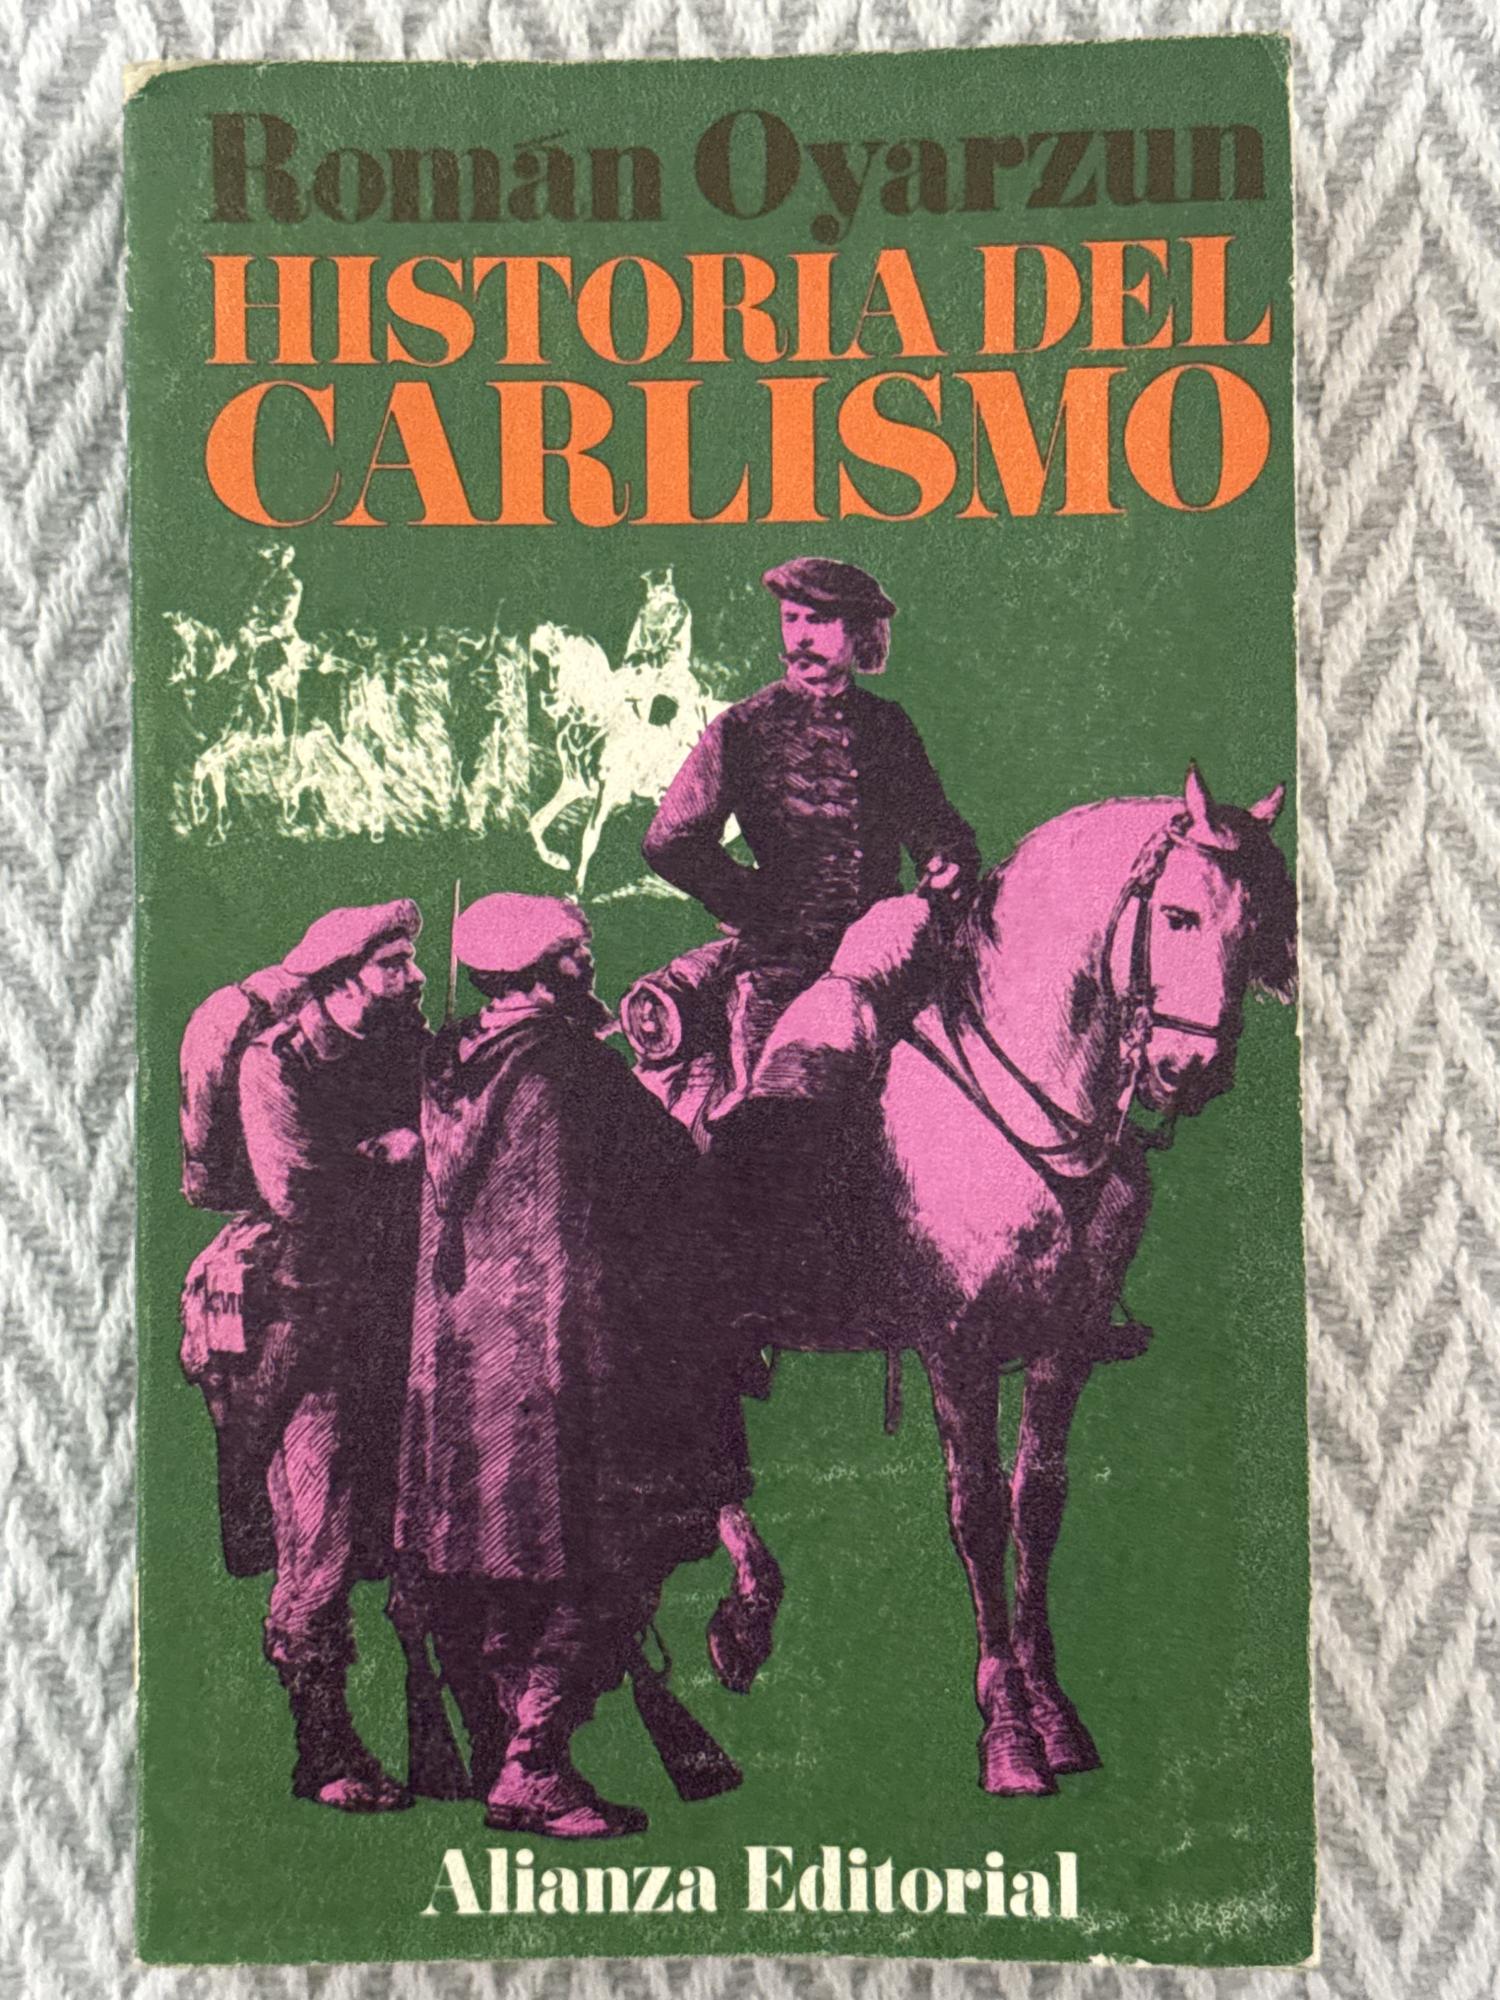 Román Oyarzun
HISTORIA DEL
CARLISMO
Alianza Editorial